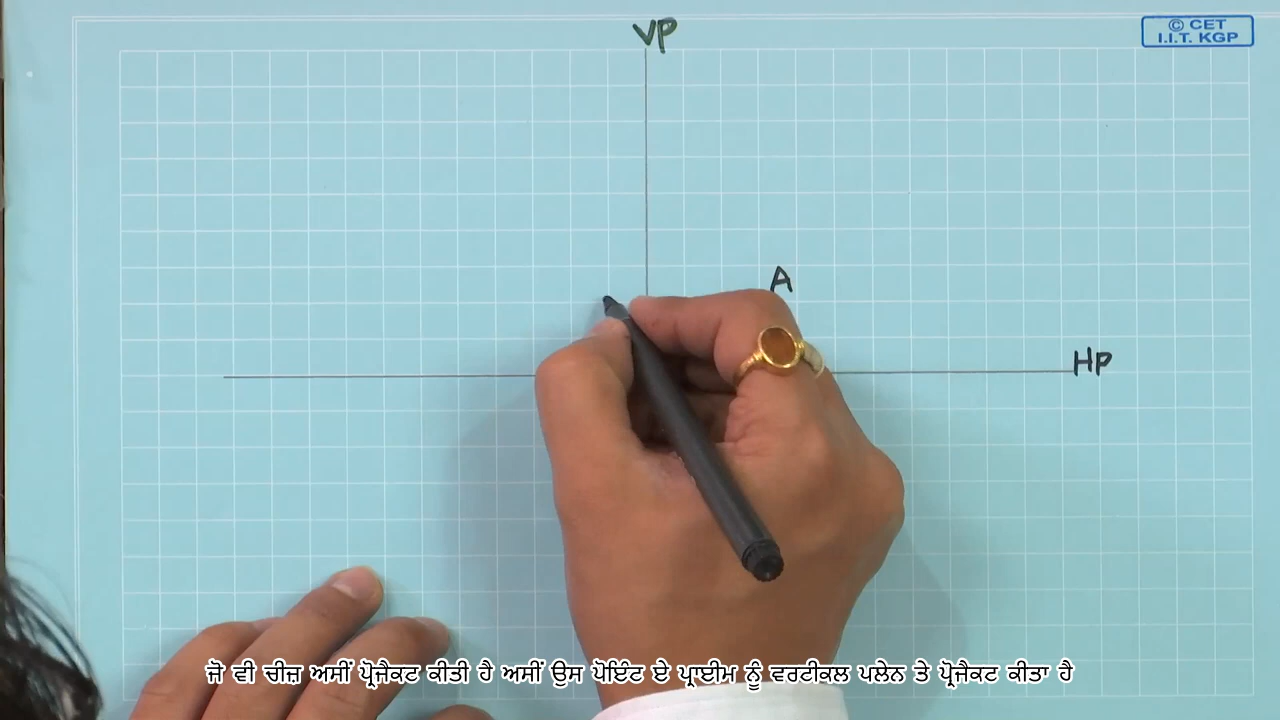 VP
© CET
I.I.T. KGP
A
HP
ਜੋ ਵੀ ਚੀਜ਼ ਅਸੀਂ ਪ੍ਰੋਜੈਕਟ ਕੀਤੀ ਹੈ ਅਸੀਂ ਉਸ ਪੋਇੰਟ ਏ ਪ੍ਰਾਈਮ ਨੂੰ ਵਰਟੀਕਲ ਪਲੇਨ ਤੇ ਪ੍ਰੋਜੈਕਟ ਕੀਤਾ ਹੈ